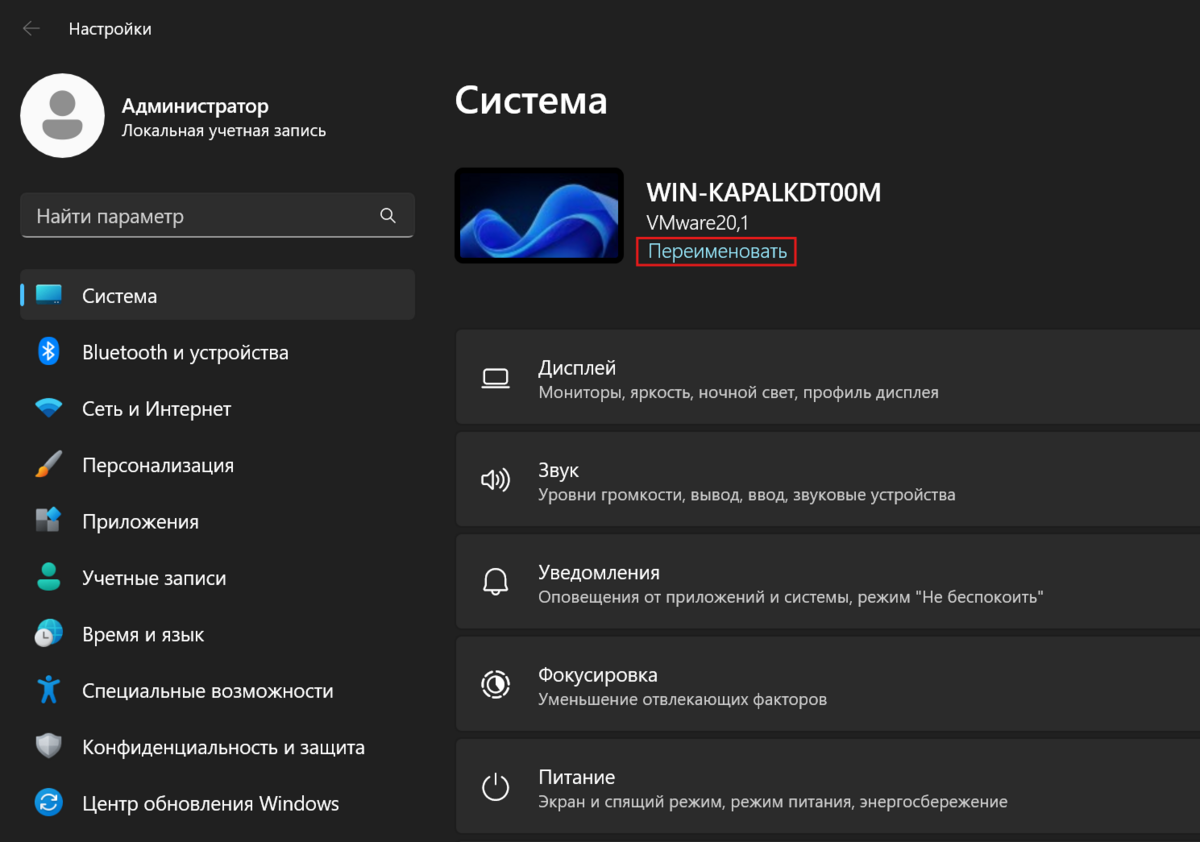 Настройки
Администратор
Локальная учетная запись
Найти параметр
Система
Bluetooth и устройства
Сеть и Интернет
Персонализация
Приложения
Учетные записи
Время и язык
Специальные возможности
Конфиденциальность и защита
Центр обновления Windows
Система
WIN-KAPALKDT00M
VMware20,1
Переименовать
Дисплей
Мониторы, яркость, ночной свет, профиль дисплея
Звук
Уровни громкости, вывод, ввод, звуковые устройства
Уведомления
Оповещения от приложений и системы, режим "Не беспокоить"
Фокусировка
Уменьшение отвлекающих факторов
Питание
Экран и спящий режим, режим питания, энергосбережение